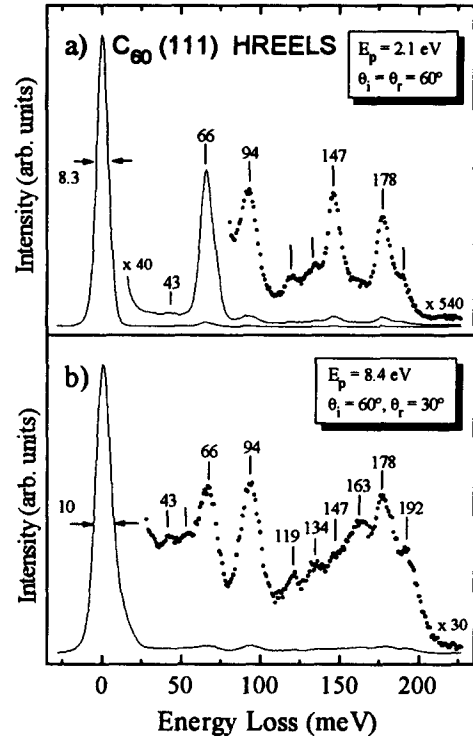 a) C₆₀ (111) HREELS
Eₚ = 2.1 eV
θᵢ = θᵣ = 60°
Intensity (arb. units)
8.3
x 40
43
66
94
147
178
x 540
b)
Eₚ = 8.4 eV
θᵢ = 60°, θᵣ = 30°
Intensity (arb. units)
10
43
66
94
119
134
147
163
178
192
x 30
0 50 100 150 200
Energy Loss (meV)